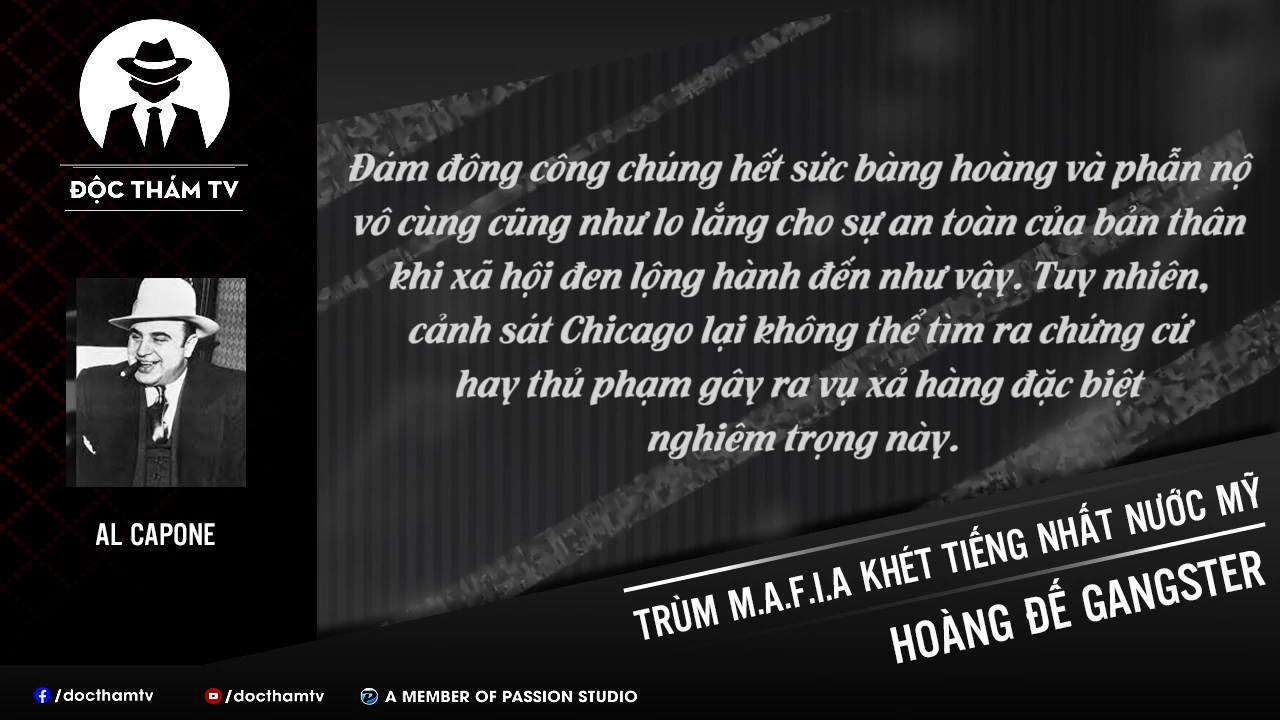 ĐỘC THÁM TV
AL CAPONE
Đám đông công chúng hết sức bàng hoàng và phẫn nộ
vô cùng cũng như lo lắng cho sự an toàn của bản thân
khi xã hội đen lộng hành đến như vậy. Tuy nhiên,
cảnh sát Chicago lại không thể tìm ra chứng cứ
hay thủ phạm gây ra vụ xả hàng đặc biệt
nghiêm trọng này.
TRÙM M.A.F.I.A KHÉT TIẾNG NHẤT NƯỚC MỸ
HOÀNG ĐẾ GANGSTER
/docthamtv
/docthamtv
A MEMBER OF PASSION STUDIO